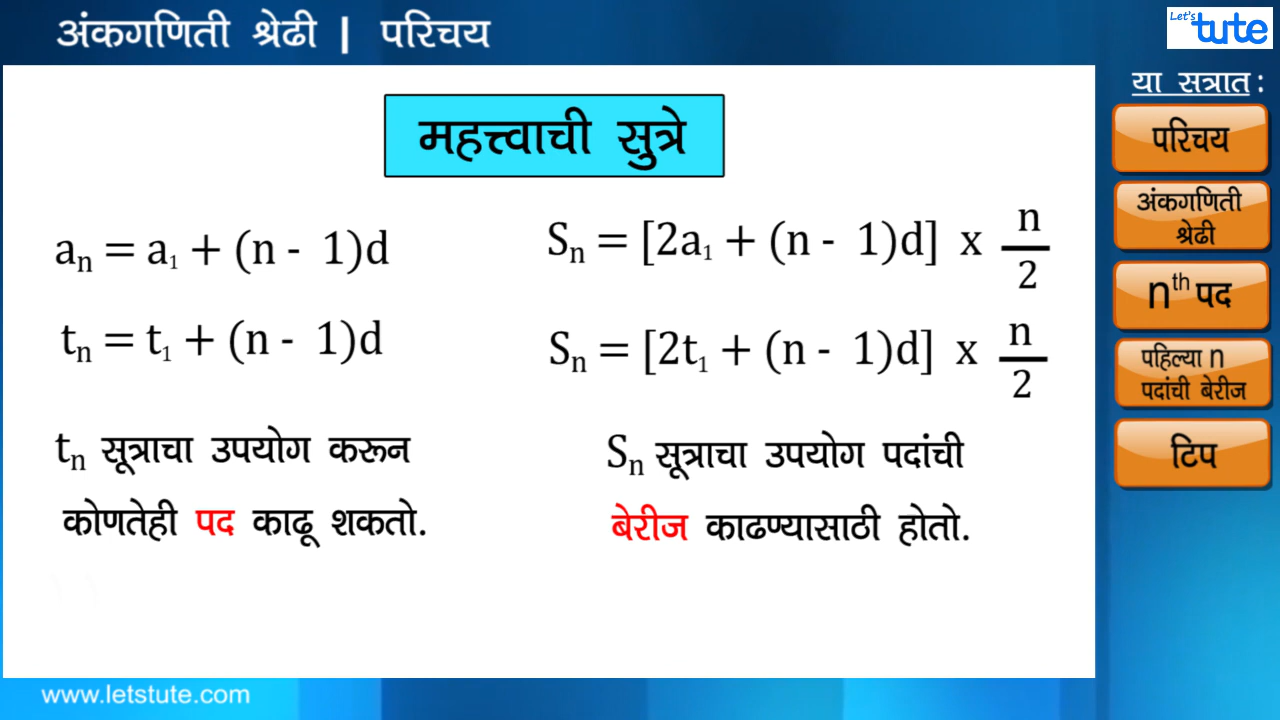 अंकगणिती श्रेढी | परिचय
Let's tute
महत्त्वाची सुत्रे
aₙ = a₁ + (n - 1)d
tₙ = t₁ + (n - 1)d
Sₙ = [2a₁ + (n - 1)d] x n/2
Sₙ = [2t₁ + (n - 1)d] x n/2
tₙ सूत्राचा उपयोग करून
कोणतेही पद काढू शकतो.
Sₙ सूत्राचा उपयोग पदांची
बेरीज काढण्यासाठी होतो.
या सत्रात :
परिचय
अंकगणिती
श्रेढी
nᵗʰ पद
पहिल्या n
पदांची बेरीज
टिप
www.letstute.com